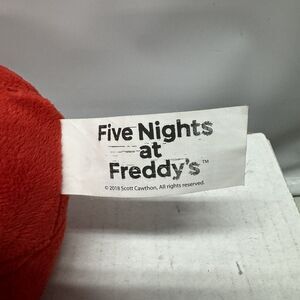 Five Nights
at
Freddy's™
© 2018 Scott Cawthon, All rights reserved.